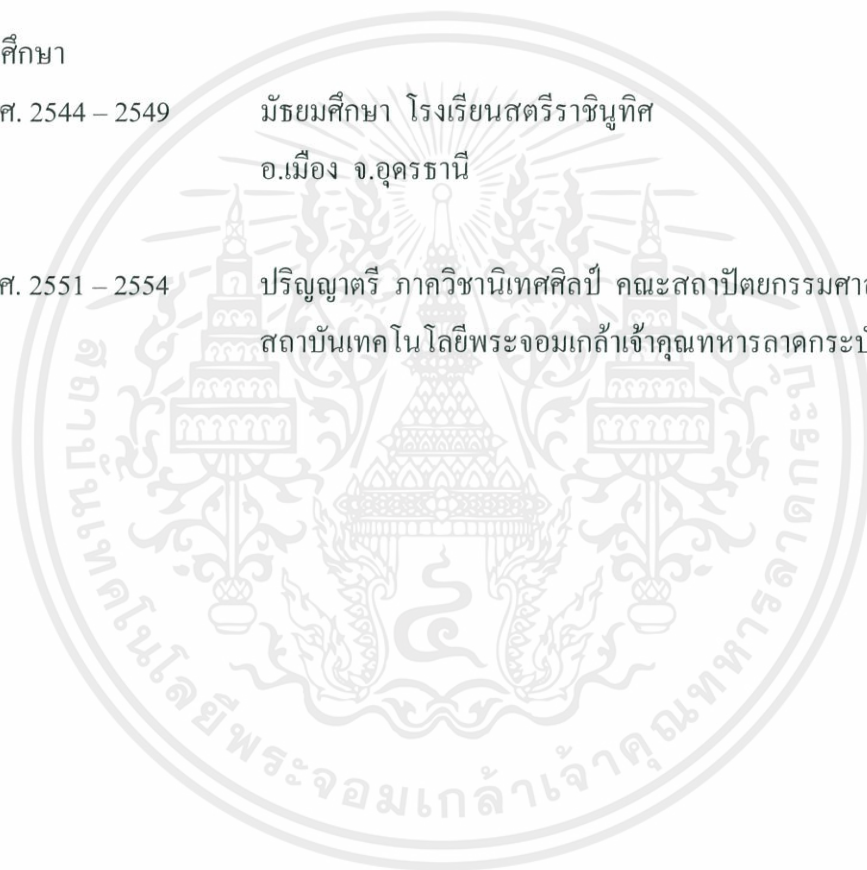 ศึกษา
ศ. 2544 – 2549 มัธยมศึกษา โรงเรียนสตรีราชินูทิศ
อ.เมือง จ.อุดรธานี
ศ. 2551 – 2554 ปริญญาตรี ภาควิชานิเทศศิลป์ คณะสถาปัตยกรรมศา
สถาบันเทคโนโลยีพระจอมเกล้าเจ้าคุณทหารลาดกระบั
สถาบันเทคโนโลยีพระจอมเกล้าเจ้าคุณทหารลาดกระบัง